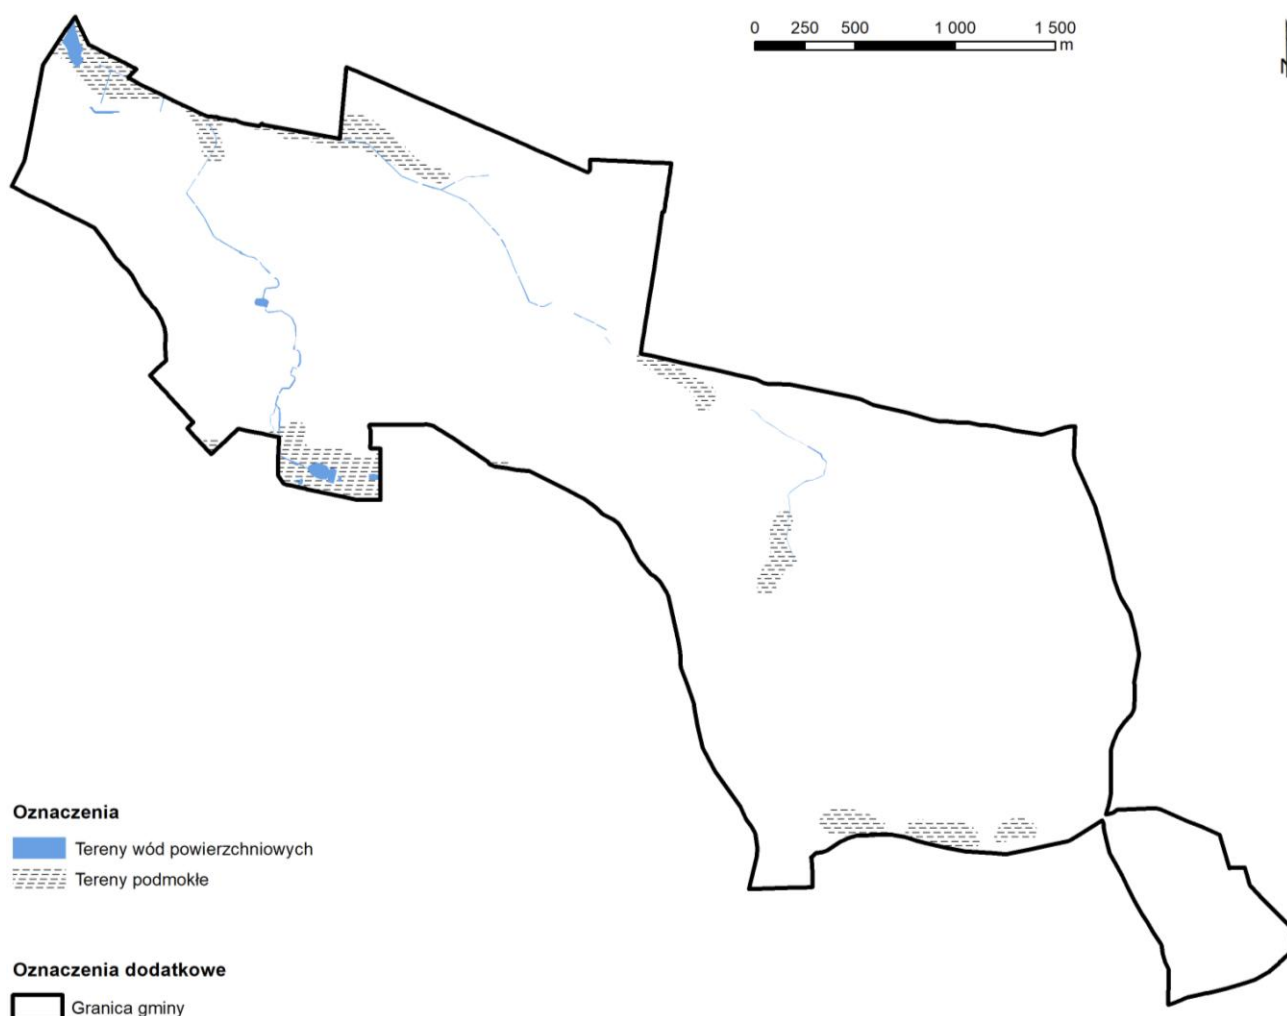 0 250 500 1 000 1 500
m
Oznaczenia
Tereny wód powierzchniowych
Tereny podmokłe
Oznaczenia dodatkowe
Granica gminy